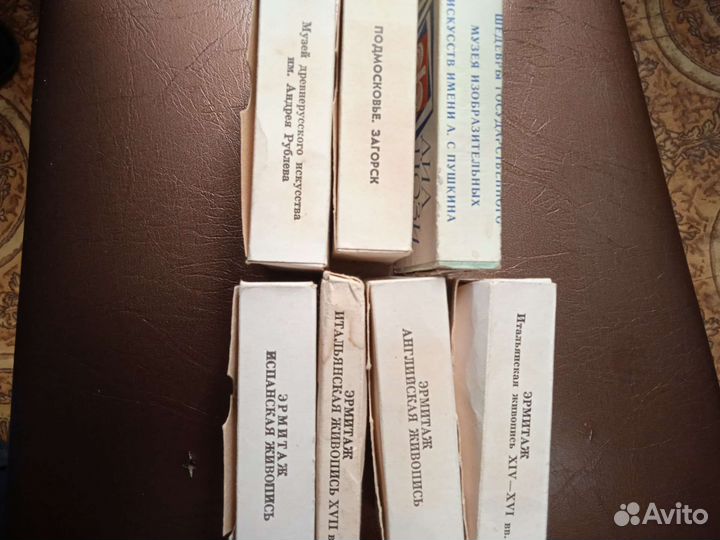 Музей древнерусского искусства
им. Андрея Рублева
ПОДМОСКОВЬЕ. ЗАГОРСК
ШЕДЕВРЫ ГОСУДАРСТВЕННОГО
МУЗЕЯ ИЗОБРАЗИТЕЛЬНЫХ
ИСКУССТВ ИМЕНИ А. С ПУШКИНА
ЭРМИТАЖ
ИСПАНСКАЯ ЖИВОПИСЬ
ЭРМИТАЖ
ИТАЛЬЯНСКАЯ ЖИВОПИСЬ XVII в
ЭРМИТАЖ
АНГЛИЙСКАЯ ЖИВОПИСЬ
ЭРМИТАЖ
Итальянская живопись XIV—XVI вв.
Avito